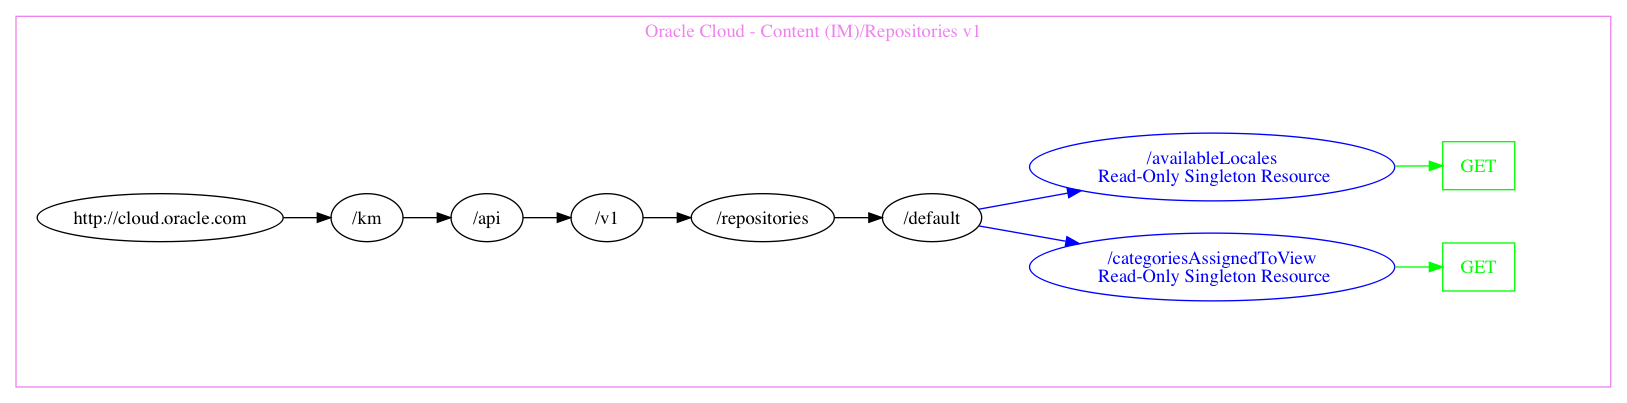 Oracle Cloud - Content (IM)/Repositories v1
http://cloud.oracle.com
/km
/api
/v1
/repositories
/default
/availableLocales
Read-Only Singleton Resource
GET
/categoriesAssignedToView
Read-Only Singleton Resource
GET